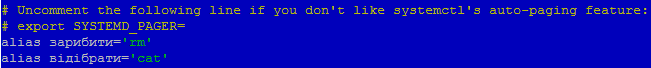 # Uncomment the following line if you don't like systemctl's auto-paging feature:
# export SYSTEMD_PAGER=
alias зарибити='rm'
alias відібрати='cat'